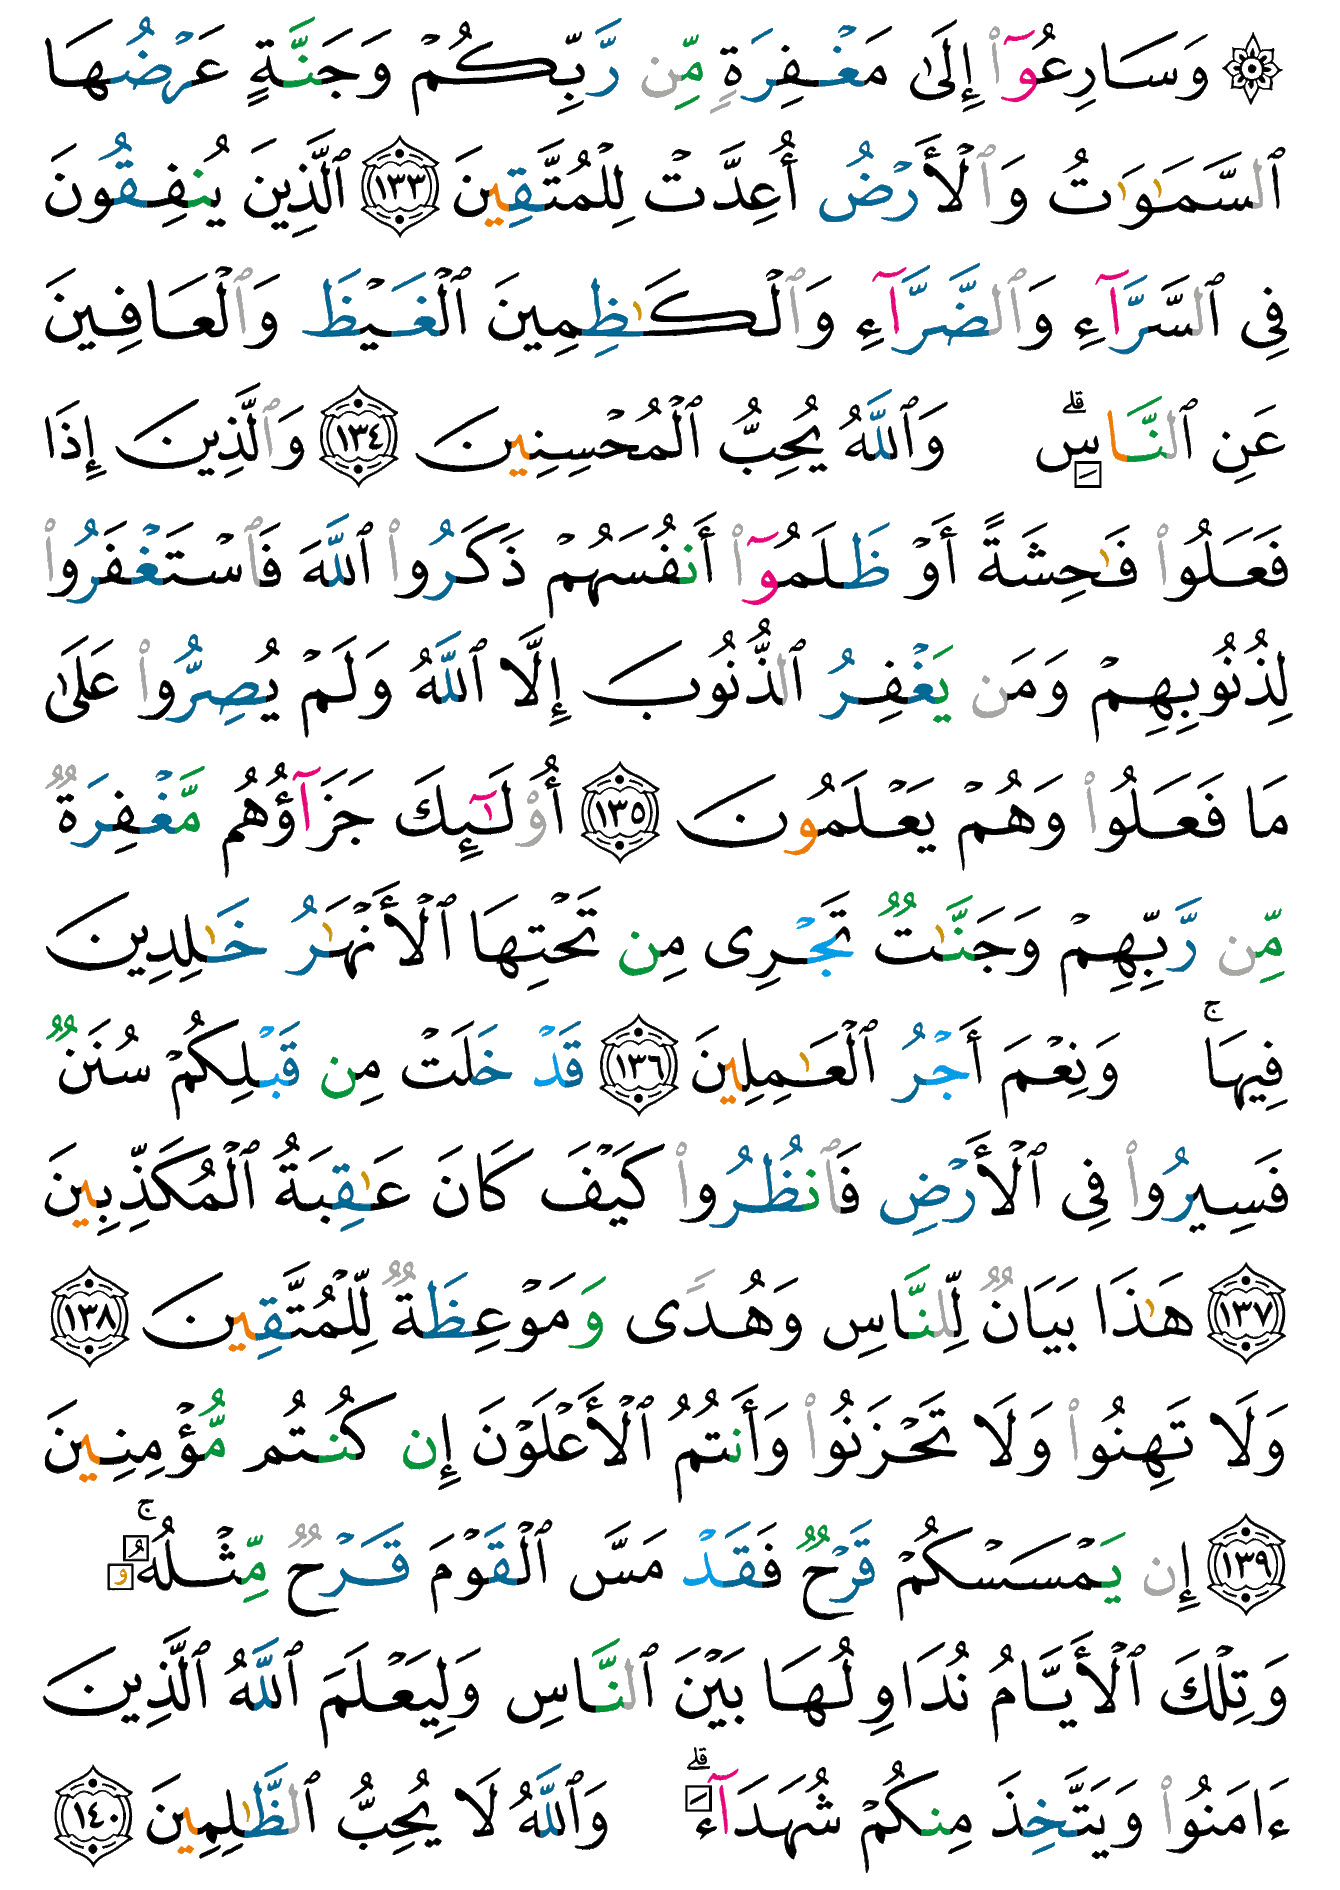 ۞ وَسَارِعُوٓا۟ إِلَىٰ مَغْفِرَةٍ مِّن رَّبِّكُمْ وَجَنَّةٍ عَرْضُهَا
ٱلسَّمَـٰوَٰتُ وَٱلْأَرْضُ أُعِدَّتْ لِلْمُتَّقِينَ ١٣٣ ٱلَّذِينَ يُنفِقُونَ
فِى ٱلسَّرَّآءِ وَٱلضَّرَّآءِ وَٱلْكَـٰظِمِينَ ٱلْغَيْظَ وَٱلْعَافِينَ
عَنِ ٱلنَّاسِ ۗ وَٱللَّهُ يُحِبُّ ٱلْمُحْسِنِينَ ١٣٤ وَٱلَّذِينَ إِذَا
فَعَلُوا۟ فَـٰحِشَةً أَوْ ظَلَمُوٓا۟ أَنفُسَهُمْ ذَكَرُوا۟ ٱللَّهَ فَٱسْتَغْفَرُوا۟
لِذُنُوبِهِمْ وَمَن يَغْفِرُ ٱلذُّنُوبَ إِلَّا ٱللَّهُ وَلَمْ يُصِرُّوا۟ عَلَىٰ
مَا فَعَلُوا۟ وَهُمْ يَعْلَمُونَ ١٣٥ أُو۟لَـٰٓئِكَ جَزَآؤُهُم مَّغْفِرَةٌ
مِّن رَّبِّهِمْ وَجَنَّـٰتٌ تَجْرِى مِن تَحْتِهَا ٱلْأَنْهَـٰرُ خَـٰلِدِينَ
فِيهَا ۚ وَنِعْمَ أَجْرُ ٱلْعَـٰمِلِينَ ١٣٦ قَدْ خَلَتْ مِن قَبْلِكُمْ سُنَنٌ
فَسِيرُوا۟ فِى ٱلْأَرْضِ فَٱنظُرُوا۟ كَيْفَ كَانَ عَـٰقِبَةُ ٱلْمُكَذِّبِينَ
١٣٧ هَـٰذَا بَيَانٌ لِّلنَّاسِ وَهُدًى وَمَوْعِظَةٌ لِّلْمُتَّقِينَ ١٣٨
وَلَا تَهِنُوا۟ وَلَا تَحْزَنُوا۟ وَأَنتُمُ ٱلْأَعْلَوْنَ إِن كُنتُم مُّؤْمِنِينَ
١٣٩ إِن يَمْسَسْكُمْ قَرْحٌ فَقَدْ مَسَّ ٱلْقَوْمَ قَرْحٌ مِّثْلُهُۥ ۚ
وَتِلْكَ ٱلْأَيَّامُ نُدَاوِلُهَا بَيْنَ ٱلنَّاسِ وَلِيَعْلَمَ ٱللَّهُ ٱلَّذِينَ
ءَامَنُوا۟ وَيَتَّخِذَ مِنكُمْ شُهَدَآءَ ۗ وَٱللَّهُ لَا يُحِبُّ ٱلظَّـٰلِمِينَ ١٤٠